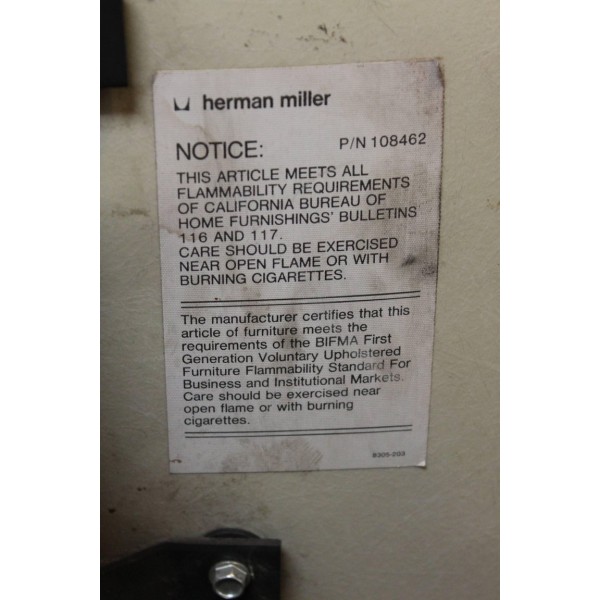 herman miller
NOTICE: P/N 108462
THIS ARTICLE MEETS ALL
FLAMMABILITY REQUIREMENTS
OF CALIFORNIA BUREAU OF
HOME FURNISHINGS' BULLETINS
116 AND 117.
CARE SHOULD BE EXERCISED
NEAR OPEN FLAME OR WITH
BURNING CIGARETTES.
The manufacturer certifies that this
article of furniture meets the
requirements of the BIFMA First
Generation Voluntary Upholstered
Furniture Flammability Standard For
Business and Institutional Markets.
Care should be exercised near
open flame or with burning
cigarettes.
8305-203